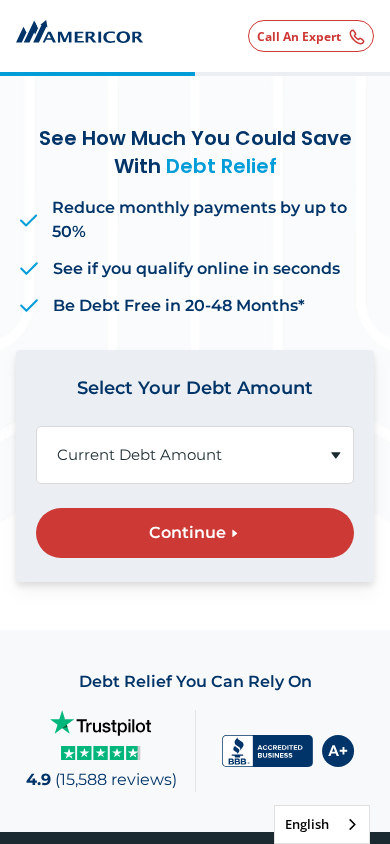 AMERICOR
Call An Expert
See How Much You Could Save
With Debt Relief
Reduce monthly payments by up to
50%
See if you qualify online in seconds
Be Debt Free in 20-48 Months*
Select Your Debt Amount
Current Debt Amount
Continue
Debt Relief You Can Rely On
Trustpilot
4.9 (15,588 reviews)
BBB
ACCREDITED
BUSINESS
A+
English